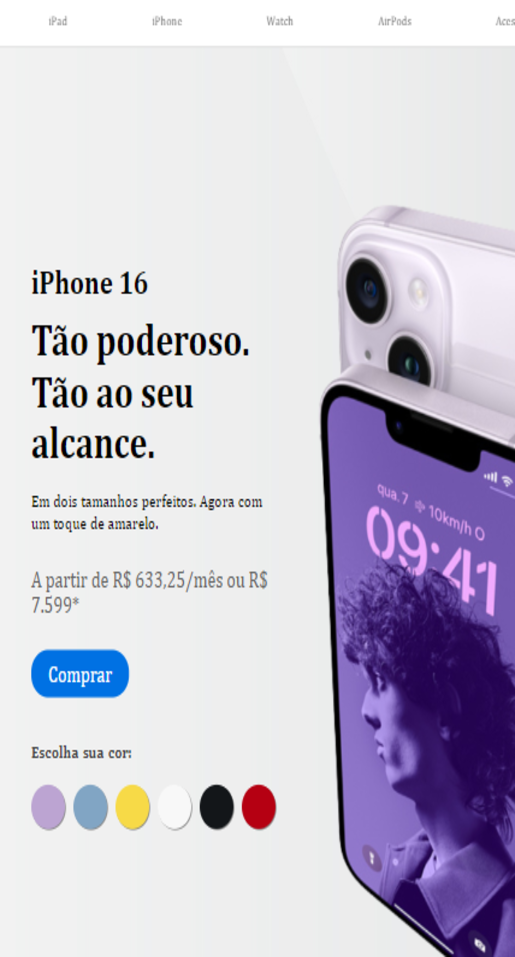 iPad iPhone Watch AirPods Aces
iPhone 16
Tão poderoso.
Tão ao seu
alcance.
Em dois tamanhos perfeitos. Agora com
um toque de amarelo.
A partir de R$ 633,25/mês ou R$
7.599*
Comprar
Escolha sua cor:
qua. 7 10km/h O
09:41